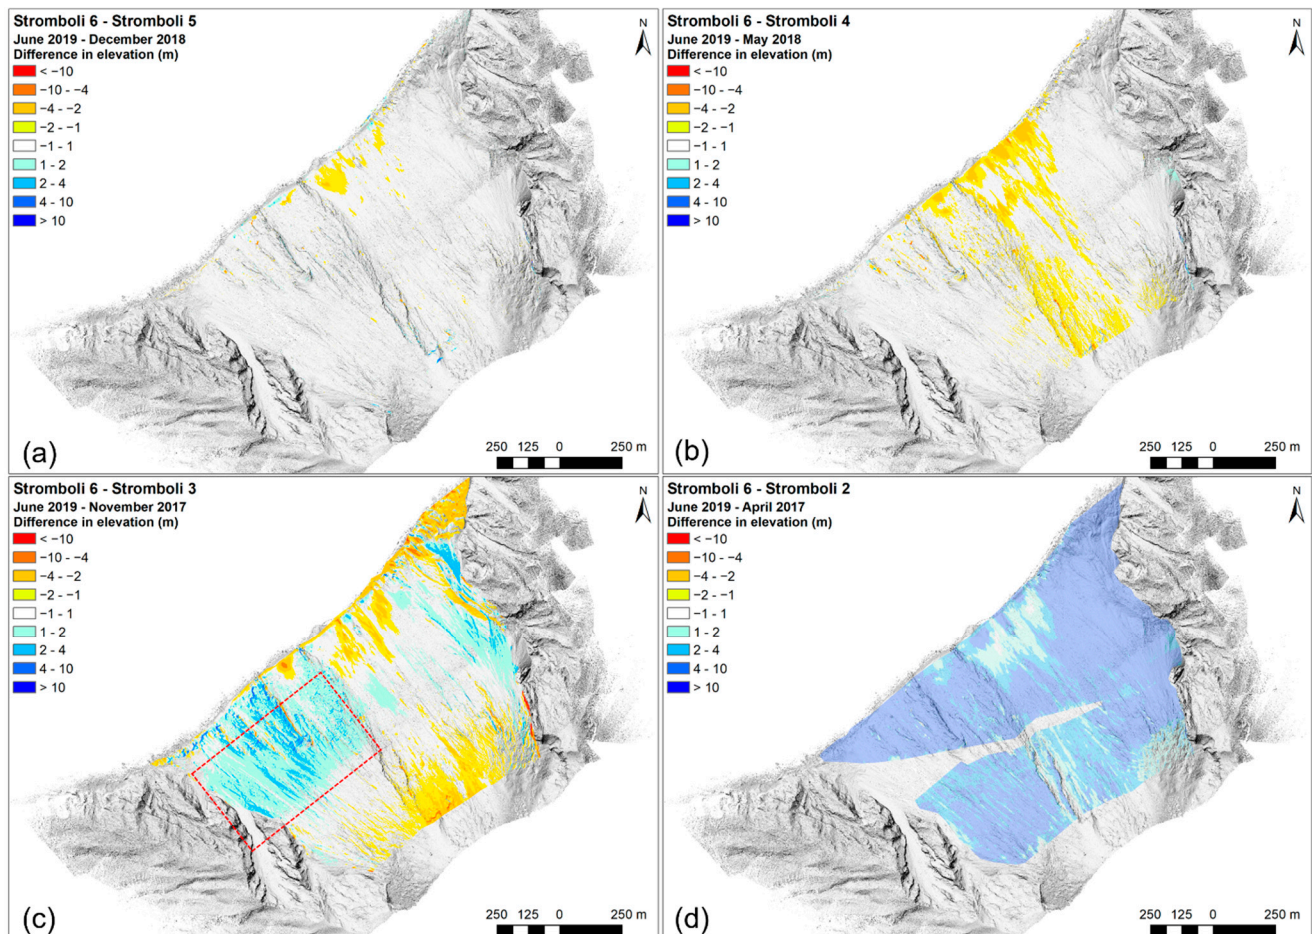 Stromboli 6 - Stromboli 5
June 2019 - December 2018
Difference in elevation (m)
< −10
−10 - −4
−4 - −2
−2 - −1
−1 - 1
1 - 2
2 - 4
4 - 10
> 10
N
(a)
250 125 0 250 m
Stromboli 6 - Stromboli 4
June 2019 - May 2018
Difference in elevation (m)
< −10
−10 - −4
−4 - −2
−2 - −1
−1 - 1
1 - 2
2 - 4
4 - 10
> 10
N
(b)
250 125 0 250 m
Stromboli 6 - Stromboli 3
June 2019 - November 2017
Difference in elevation (m)
< −10
−10 - −4
−4 - −2
−2 - −1
−1 - 1
1 - 2
2 - 4
4 - 10
> 10
N
(c)
250 125 0 250 m
Stromboli 6 - Stromboli 2
June 2019 - April 2017
Difference in elevation (m)
< −10
−10 - −4
−4 - −2
−2 - −1
−1 - 1
1 - 2
2 - 4
4 - 10
> 10
N
(d)
250 125 0 250 m